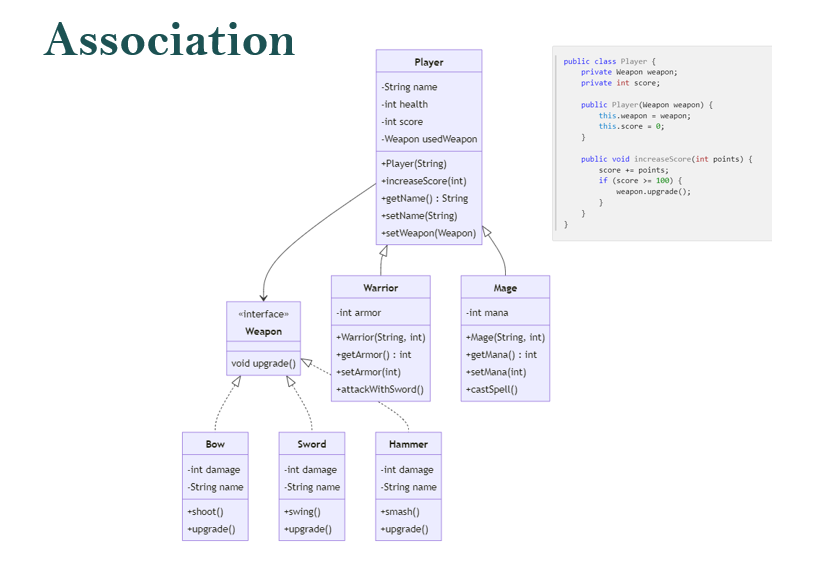 Association
Player
-String name
-int health
-int score
-Weapon usedWeapon
+Player(String)
+increaseScore(int)
+getName() : String
+setName(String)
+setWeapon(Weapon)
public class Player {
    private Weapon weapon;
    private int score;

    public Player(Weapon weapon) {
        this.weapon = weapon;
        this.score = 0;
    }

    public void increaseScore(int points) {
        score += points;
        if (score >= 100) {
            weapon.upgrade();
        }
    }
}
«interface»
Weapon
void upgrade()
Warrior
-int armor
+Warrior(String, int)
+getArmor() : int
+setArmor(int)
+attackWithSword()
Mage
-int mana
+Mage(String, int)
+getMana() : int
+setMana(int)
+castSpell()
Bow
-int damage
-String name
+shoot()
+upgrade()
Sword
-int damage
-String name
+swing()
+upgrade()
Hammer
-int damage
-String name
+smash()
+upgrade()